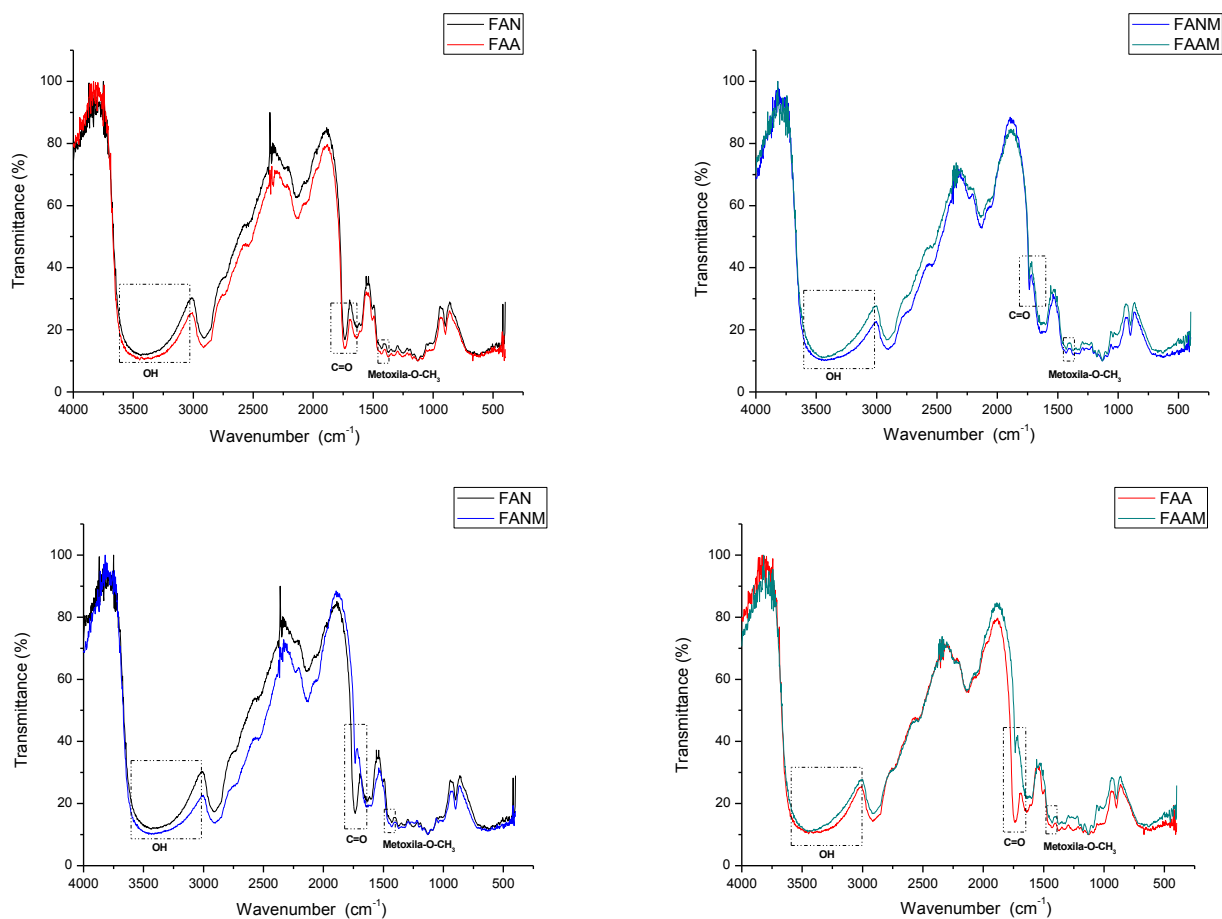 FAN
FAA
100
80
60
40
20
0
Transmittance (%)
OH
C=O
Metoxila-O-CH₃
4000 3500 3000 2500 2000 1500 1000 500
Wavenumber (cm⁻¹)
FANM
FAAM
100
80
60
40
20
0
Transmittance (%)
OH
C=O
Metoxila-O-CH₃
4000 3500 3000 2500 2000 1500 1000 500
Wavenumber (cm⁻¹)
FAN
FANM
100
80
60
40
20
0
Transmittance (%)
OH
C=O
Metoxila-O-CH₃
4000 3500 3000 2500 2000 1500 1000 500
Wavenumber (cm⁻¹)
FAA
FAAM
100
80
60
40
20
0
Transmittance (%)
OH
C=O
Metoxila-O-CH₃
4000 3500 3000 2500 2000 1500 1000 500
Wavenumber (cm⁻¹)